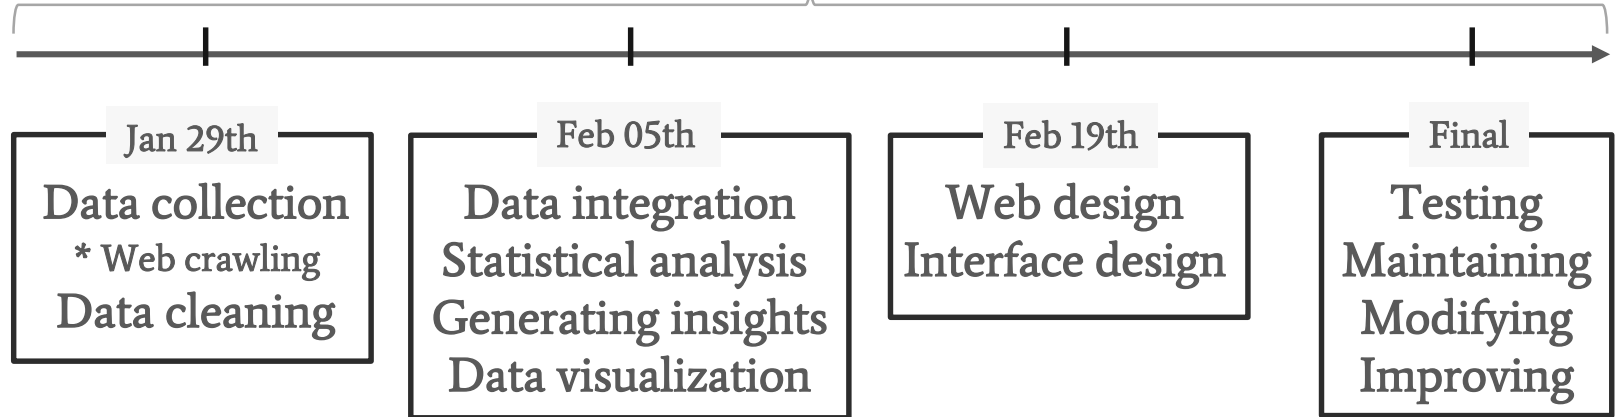 Jan 29th
Data collection
* Web crawling
Data cleaning
Feb 05th
Data integration
Statistical analysis
Generating insights
Data visualization
Feb 19th
Web design
Interface design
Final
Testing
Maintaining
Modifying
Improving